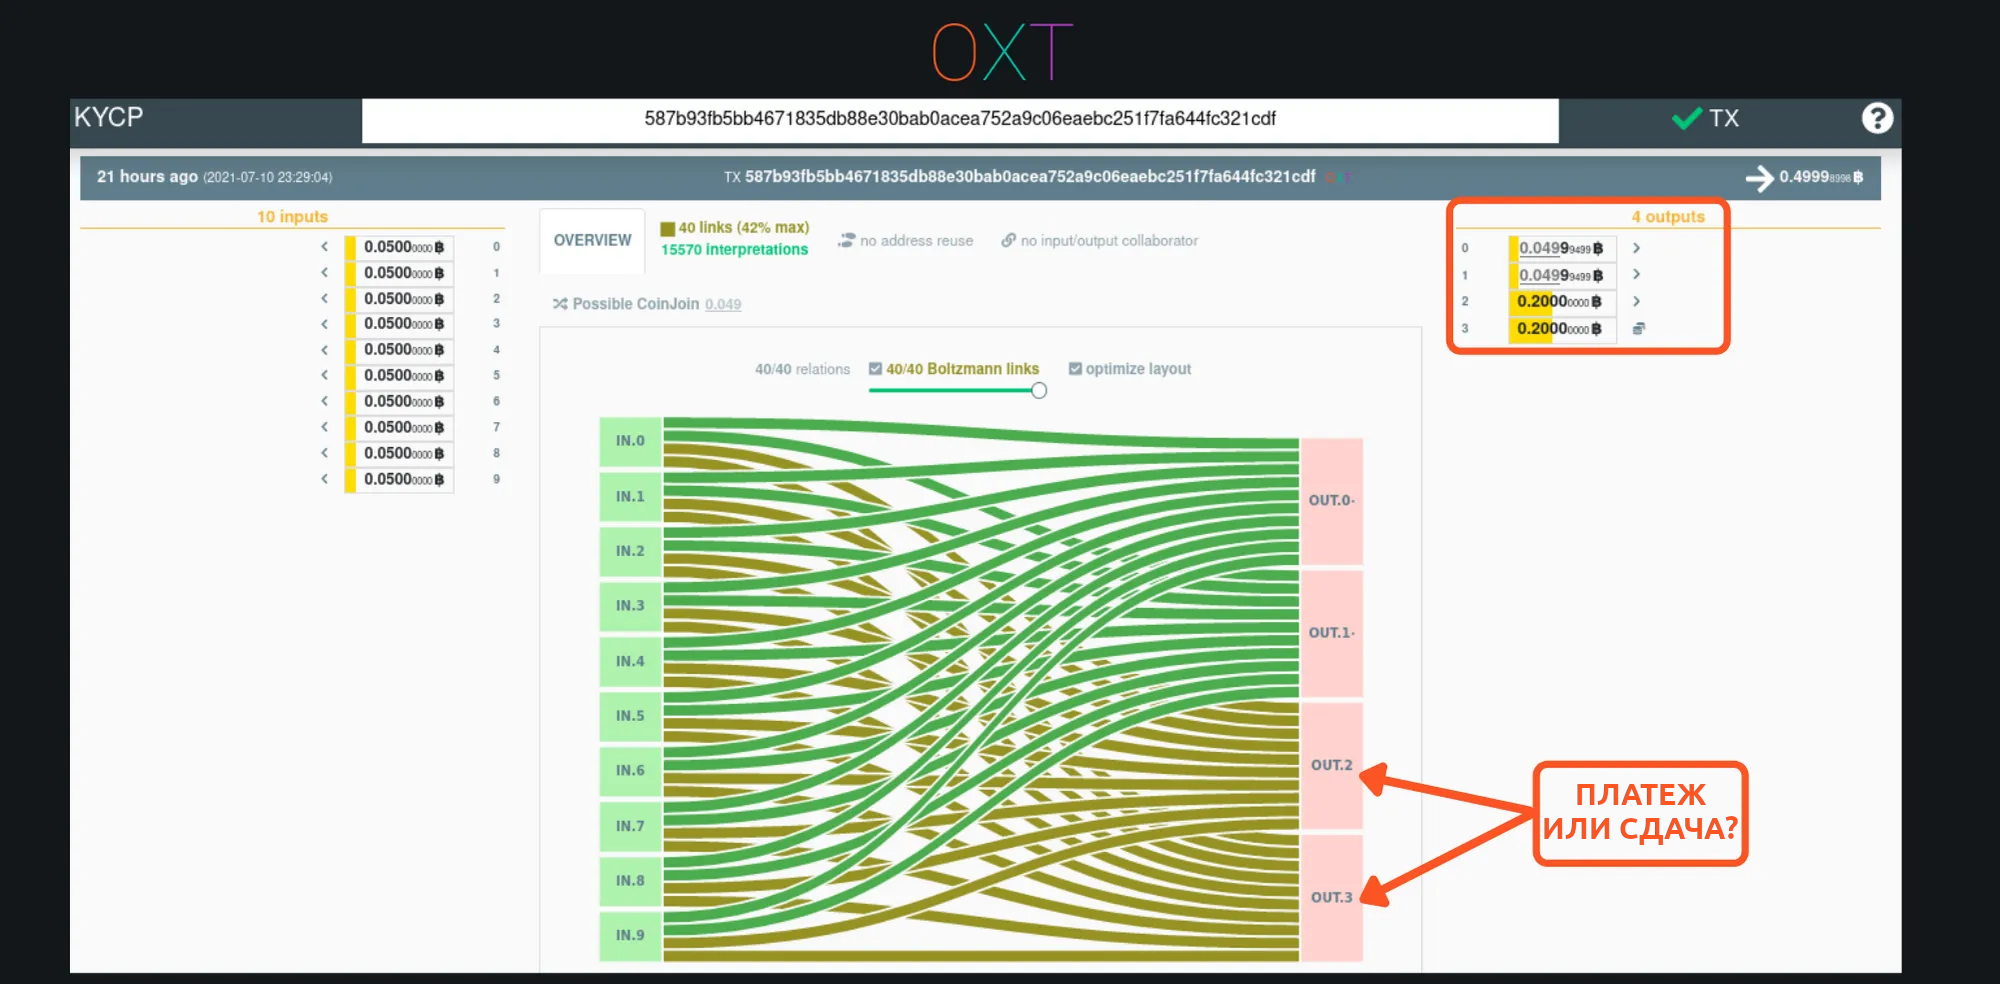 OXT
KYCP
587b93fb5bb4671835db88e30bab0acea752a9c06eaebc251f7fa644fc321cdf
TX
?
21 hours ago (2021-07-10 23:29:04)
TX 587b93fb5bb4671835db88e30bab0acea752a9c06eaebc251f7fa644fc321cdf OXT
0.49998998 ฿
10 inputs
0.05000000 ฿ 0
0.05000000 ฿ 1
0.05000000 ฿ 2
0.05000000 ฿ 3
0.05000000 ฿ 4
0.05000000 ฿ 5
0.05000000 ฿ 6
0.05000000 ฿ 7
0.05000000 ฿ 8
0.05000000 ฿ 9
OVERVIEW
40 links (42% max)
15570 interpretations
no address reuse
no input/output collaborator
Possible CoinJoin 0.049
4 outputs
0 0.04999499 ฿
1 0.04999499 ฿
2 0.20000000 ฿
3 0.20000000 ฿
40/40 relations
40/40 Boltzmann links
optimize layout
IN.0
IN.1
IN.2
IN.3
IN.4
IN.5
IN.6
IN.7
IN.8
IN.9
OUT.0·
OUT.1·
OUT.2
OUT.3
ПЛАТЕЖ
ИЛИ СДАЧА?